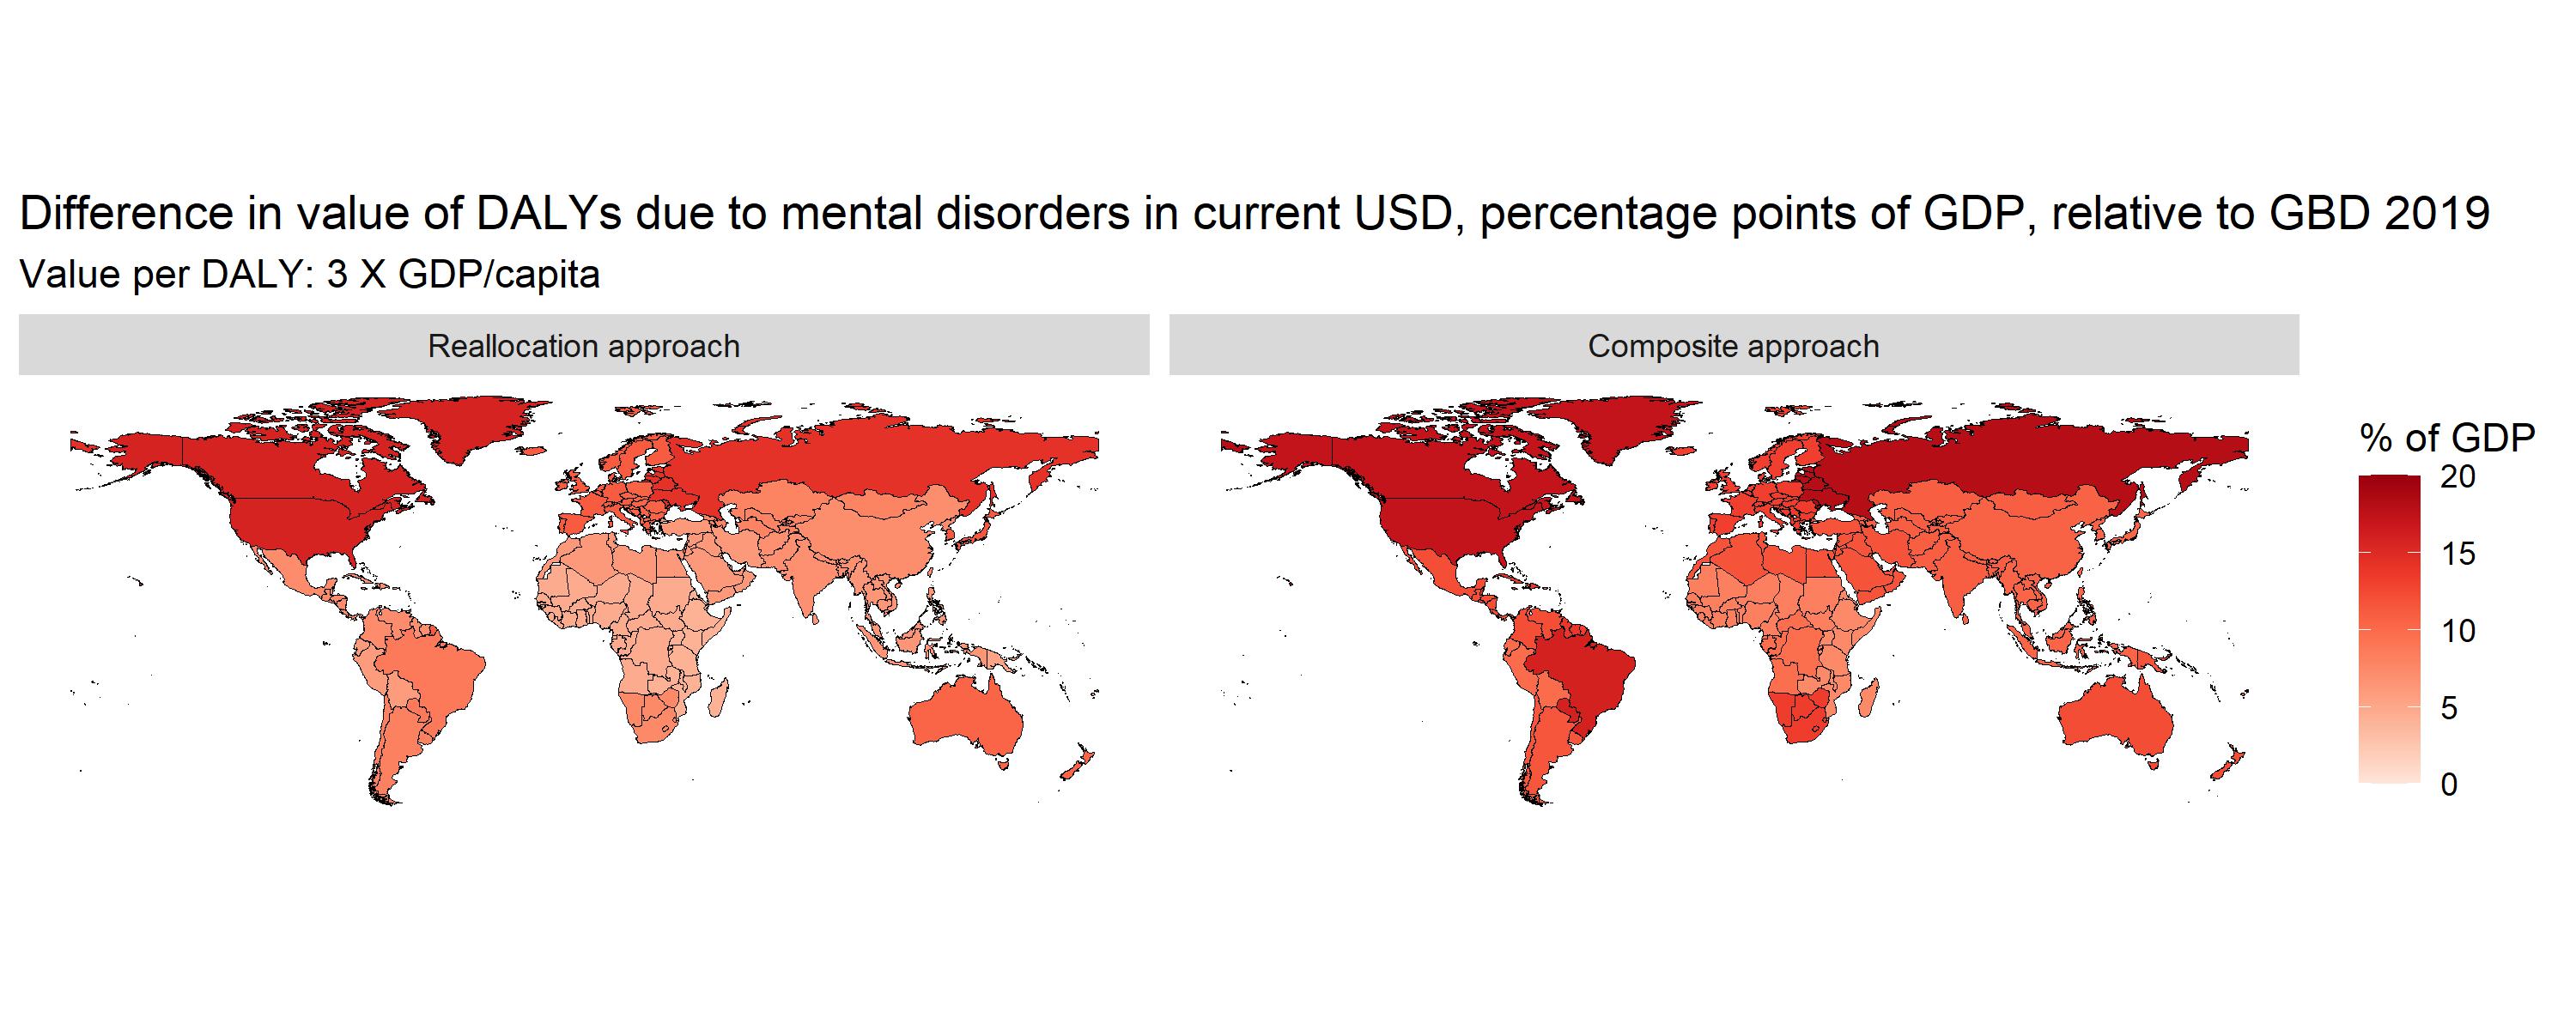 Difference in value of DALYs due to mental disorders in current USD, percentage points of GDP, relative to GBD 2019
Value per DALY: 3 X GDP/capita
Reallocation approach
Composite approach
% of GDP
20
15
10
5
0